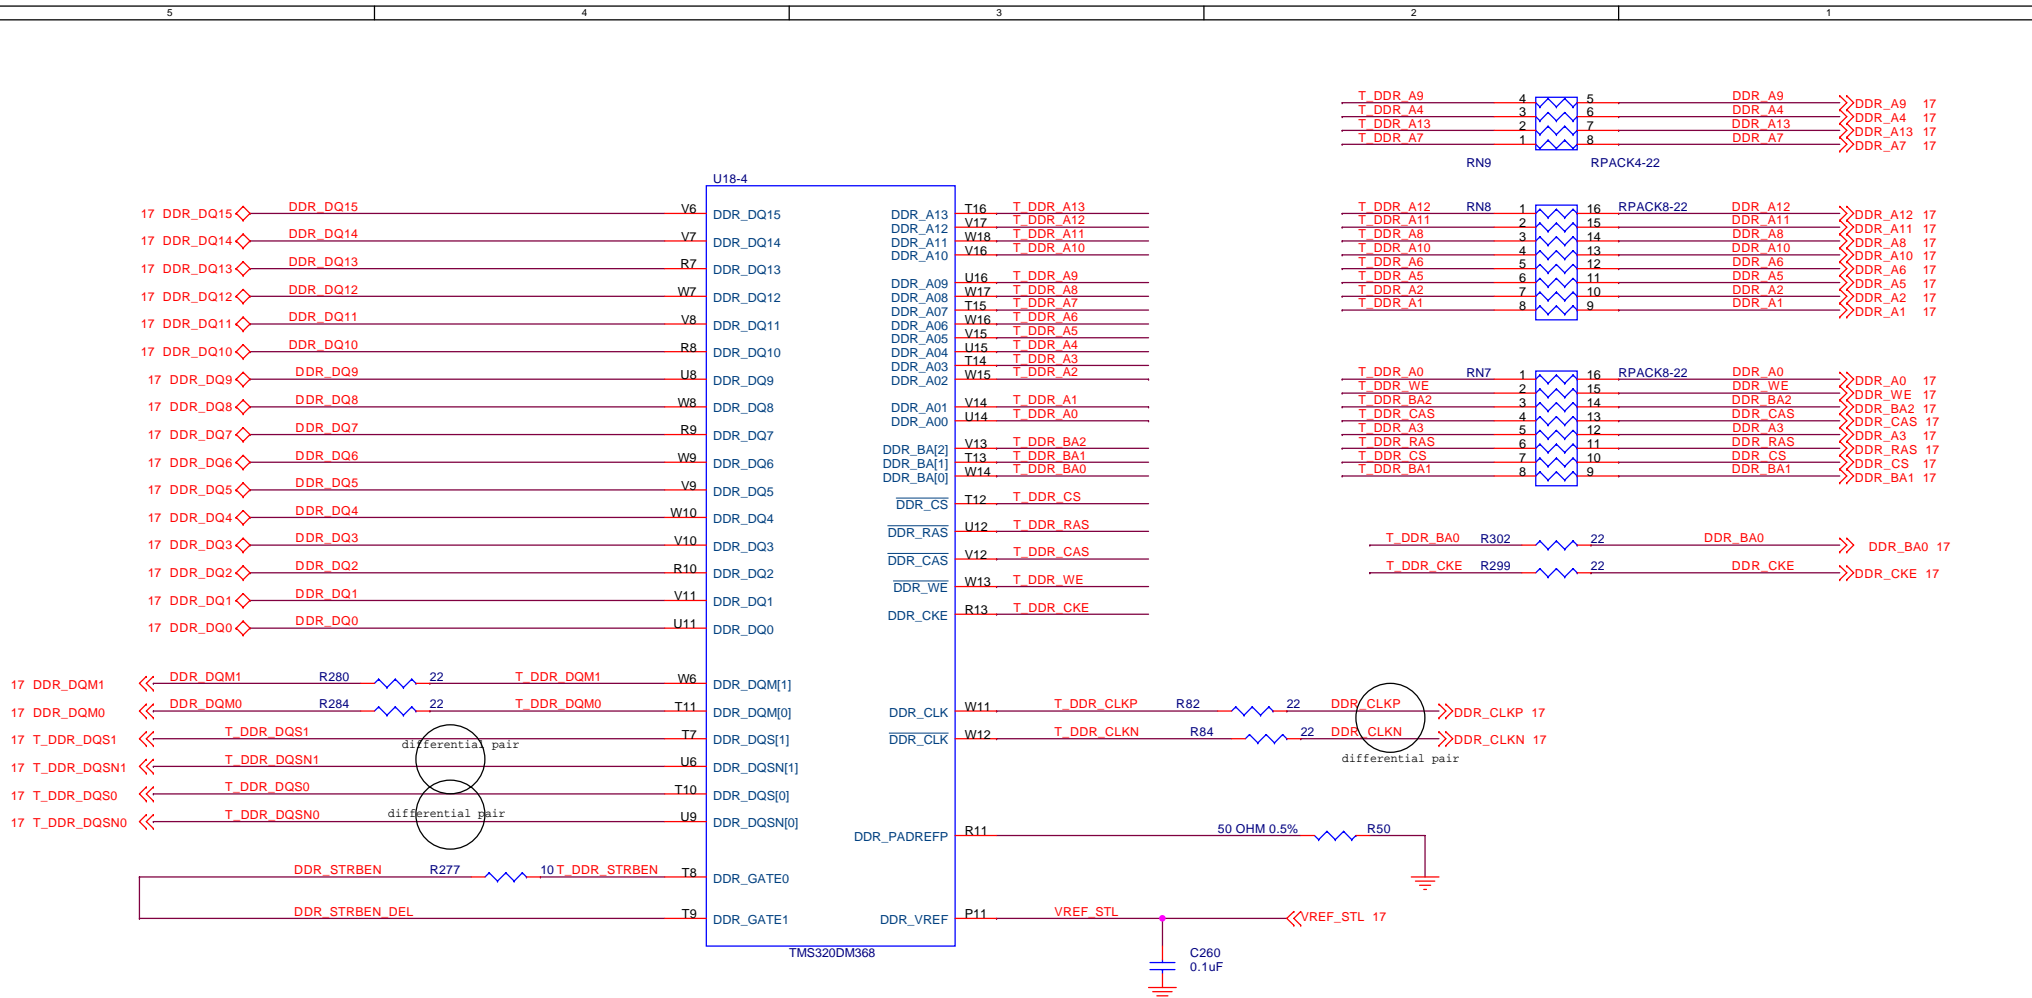 5 4 3 2 1
T_DDR_A9 4 5 DDR_A9 DDR_A9 17
T_DDR_A4 3 6 DDR_A4 DDR_A4 17
T_DDR_A13 2 7 DDR_A13 DDR_A13 17
T_DDR_A7 1 8 DDR_A7 DDR_A7 17
RN9 RPACK4-22
U18-4
17 DDR_DQ15 DDR_DQ15 V6 DDR_DQ15
17 DDR_DQ14 DDR_DQ14 V7 DDR_DQ14
17 DDR_DQ13 DDR_DQ13 R7 DDR_DQ13
17 DDR_DQ12 DDR_DQ12 W7 DDR_DQ12
17 DDR_DQ11 DDR_DQ11 V8 DDR_DQ11
17 DDR_DQ10 DDR_DQ10 R8 DDR_DQ10
17 DDR_DQ9 DDR_DQ9 U8 DDR_DQ9
17 DDR_DQ8 DDR_DQ8 W8 DDR_DQ8
17 DDR_DQ7 DDR_DQ7 R9 DDR_DQ7
17 DDR_DQ6 DDR_DQ6 W9 DDR_DQ6
17 DDR_DQ5 DDR_DQ5 V9 DDR_DQ5
17 DDR_DQ4 DDR_DQ4 W10 DDR_DQ4
17 DDR_DQ3 DDR_DQ3 V10 DDR_DQ3
17 DDR_DQ2 DDR_DQ2 R10 DDR_DQ2
17 DDR_DQ1 DDR_DQ1 V11 DDR_DQ1
17 DDR_DQ0 DDR_DQ0 U11 DDR_DQ0
17 DDR_DQM1 DDR_DQM1 R280 22 T_DDR_DQM1 W6 DDR_DQM[1]
17 DDR_DQM0 DDR_DQM0 R284 22 T_DDR_DQM0 T11 DDR_DQM[0]
17 T_DDR_DQS1 T_DDR_DQS1 T7 DDR_DQS[1]
differential pair
17 T_DDR_DQSN1 T_DDR_DQSN1 U6 DDR_DQSN[1]
17 T_DDR_DQS0 T_DDR_DQS0 T10 DDR_DQS[0]
differential pair
17 T_DDR_DQSN0 T_DDR_DQSN0 U9 DDR_DQSN[0]
DDR_STRBEN R277 10 T_DDR_STRBEN T8 DDR_GATE0
DDR_STRBEN_DEL T9 DDR_GATE1
DDR_A13 T16 T_DDR_A13
DDR_A12 V17 T_DDR_A12
DDR_A11 W18 T_DDR_A11
DDR_A10 V16 T_DDR_A10
DDR_A09 U16 T_DDR_A9
DDR_A08 W17 T_DDR_A8
DDR_A07 T15 T_DDR_A7
DDR_A06 W16 T_DDR_A6
DDR_A05 V15 T_DDR_A5
DDR_A04 U15 T_DDR_A4
DDR_A03 T14 T_DDR_A3
DDR_A02 W15 T_DDR_A2
DDR_A01 V14 T_DDR_A1
DDR_A00 U14 T_DDR_A0
DDR_BA[2] V13 T_DDR_BA2
DDR_BA[1] T13 T_DDR_BA1
DDR_BA[0] W14 T_DDR_BA0
DDR_CS T12 T_DDR_CS
DDR_RAS U12 T_DDR_RAS
DDR_CAS V12 T_DDR_CAS
DDR_WE W13 T_DDR_WE
DDR_CKE R13 T_DDR_CKE
DDR_CLK W11 T_DDR_CLKP R82 22 DDR_CLKP DDR_CLKP 17
DDR_CLK W12 T_DDR_CLKN R84 22 DDR_CLKN DDR_CLKN 17
differential pair
DDR_PADREFP R11 50 OHM 0.5% R50
DDR_VREF P11 VREF_STL VREF_STL 17
TMS320DM368
C260
0.1uF
T_DDR_A12 RN8 1 16 RPACK8-22 DDR_A12 DDR_A12 17
T_DDR_A11 2 15 DDR_A11 DDR_A11 17
T_DDR_A8 3 14 DDR_A8 DDR_A8 17
T_DDR_A10 4 13 DDR_A10 DDR_A10 17
T_DDR_A6 5 12 DDR_A6 DDR_A6 17
T_DDR_A5 6 11 DDR_A5 DDR_A5 17
T_DDR_A2 7 10 DDR_A2 DDR_A2 17
T_DDR_A1 8 9 DDR_A1 DDR_A1 17
T_DDR_A0 RN7 1 16 RPACK8-22 DDR_A0 DDR_A0 17
T_DDR_WE 2 15 DDR_WE DDR_WE 17
T_DDR_BA2 3 14 DDR_BA2 DDR_BA2 17
T_DDR_CAS 4 13 DDR_CAS DDR_CAS 17
T_DDR_A3 5 12 DDR_A3 DDR_A3 17
T_DDR_RAS 6 11 DDR_RAS DDR_RAS 17
T_DDR_CS 7 10 DDR_CS DDR_CS 17
T_DDR_BA1 8 9 DDR_BA1 DDR_BA1 17
T_DDR_BA0 R302 22 DDR_BA0 DDR_BA0 17
T_DDR_CKE R299 22 DDR_CKE DDR_CKE 17